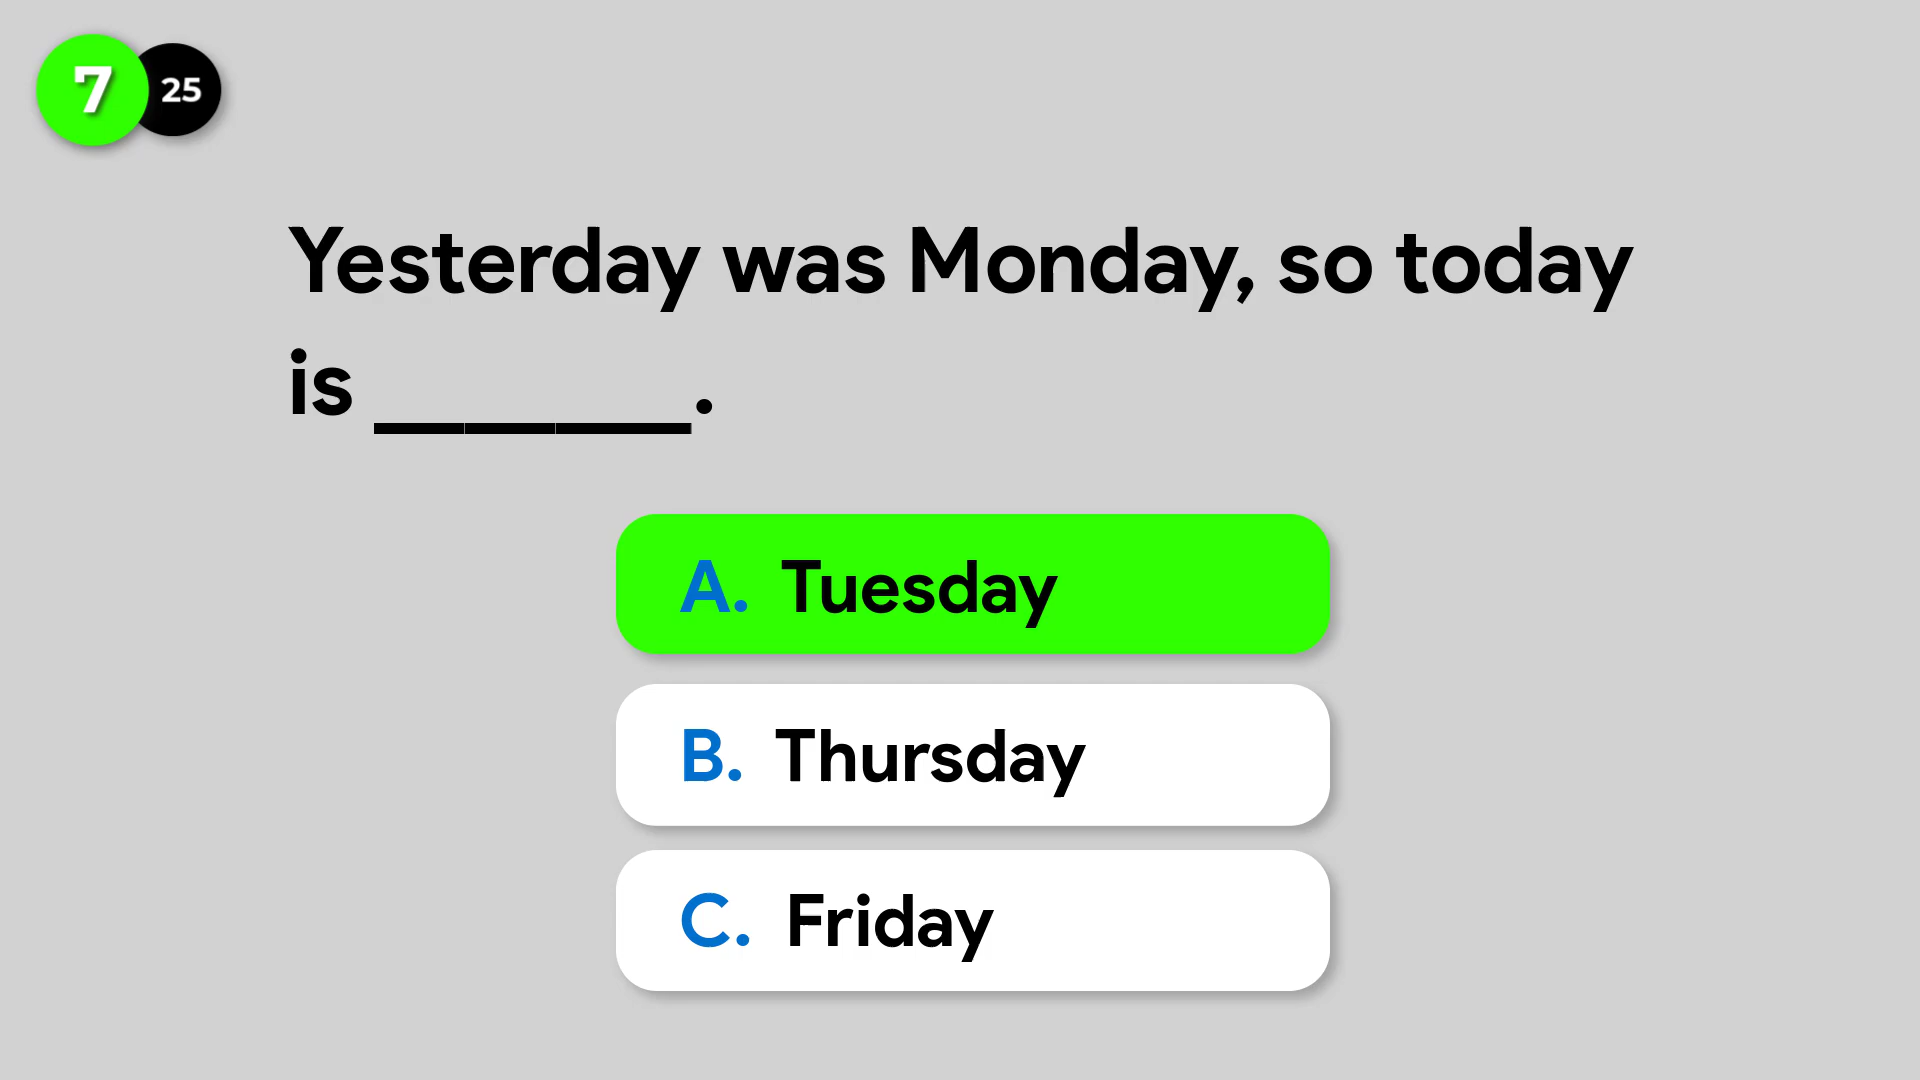 7 25
Yesterday was Monday, so today
is _______.
A. Tuesday
B. Thursday
C. Friday